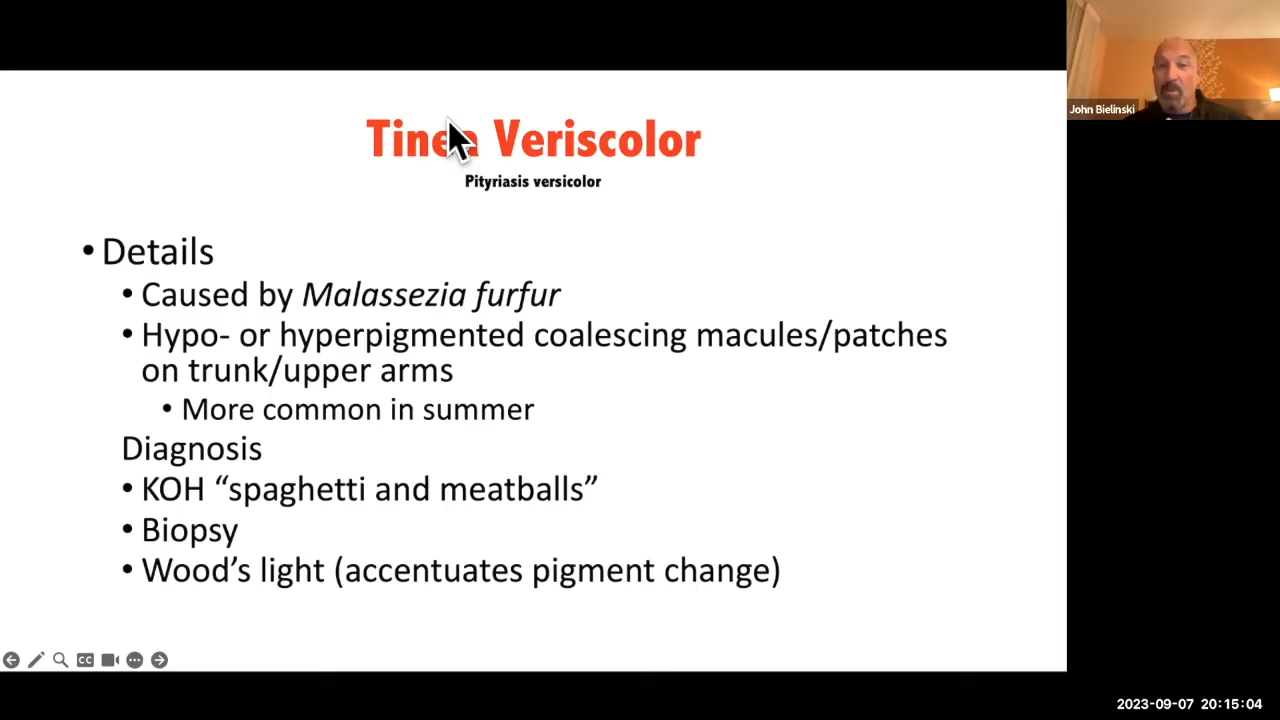 Tinea Veriscolor
Pityriasis versicolor
• Details
• Caused by Malassezia furfur
• Hypo- or hyperpigmented coalescing macules/patches
on trunk/upper arms
• More common in summer
Diagnosis
• KOH “spaghetti and meatballs”
• Biopsy
• Wood’s light (accentuates pigment change)
John Bielinski
CC
2023-09-07 20:15:04